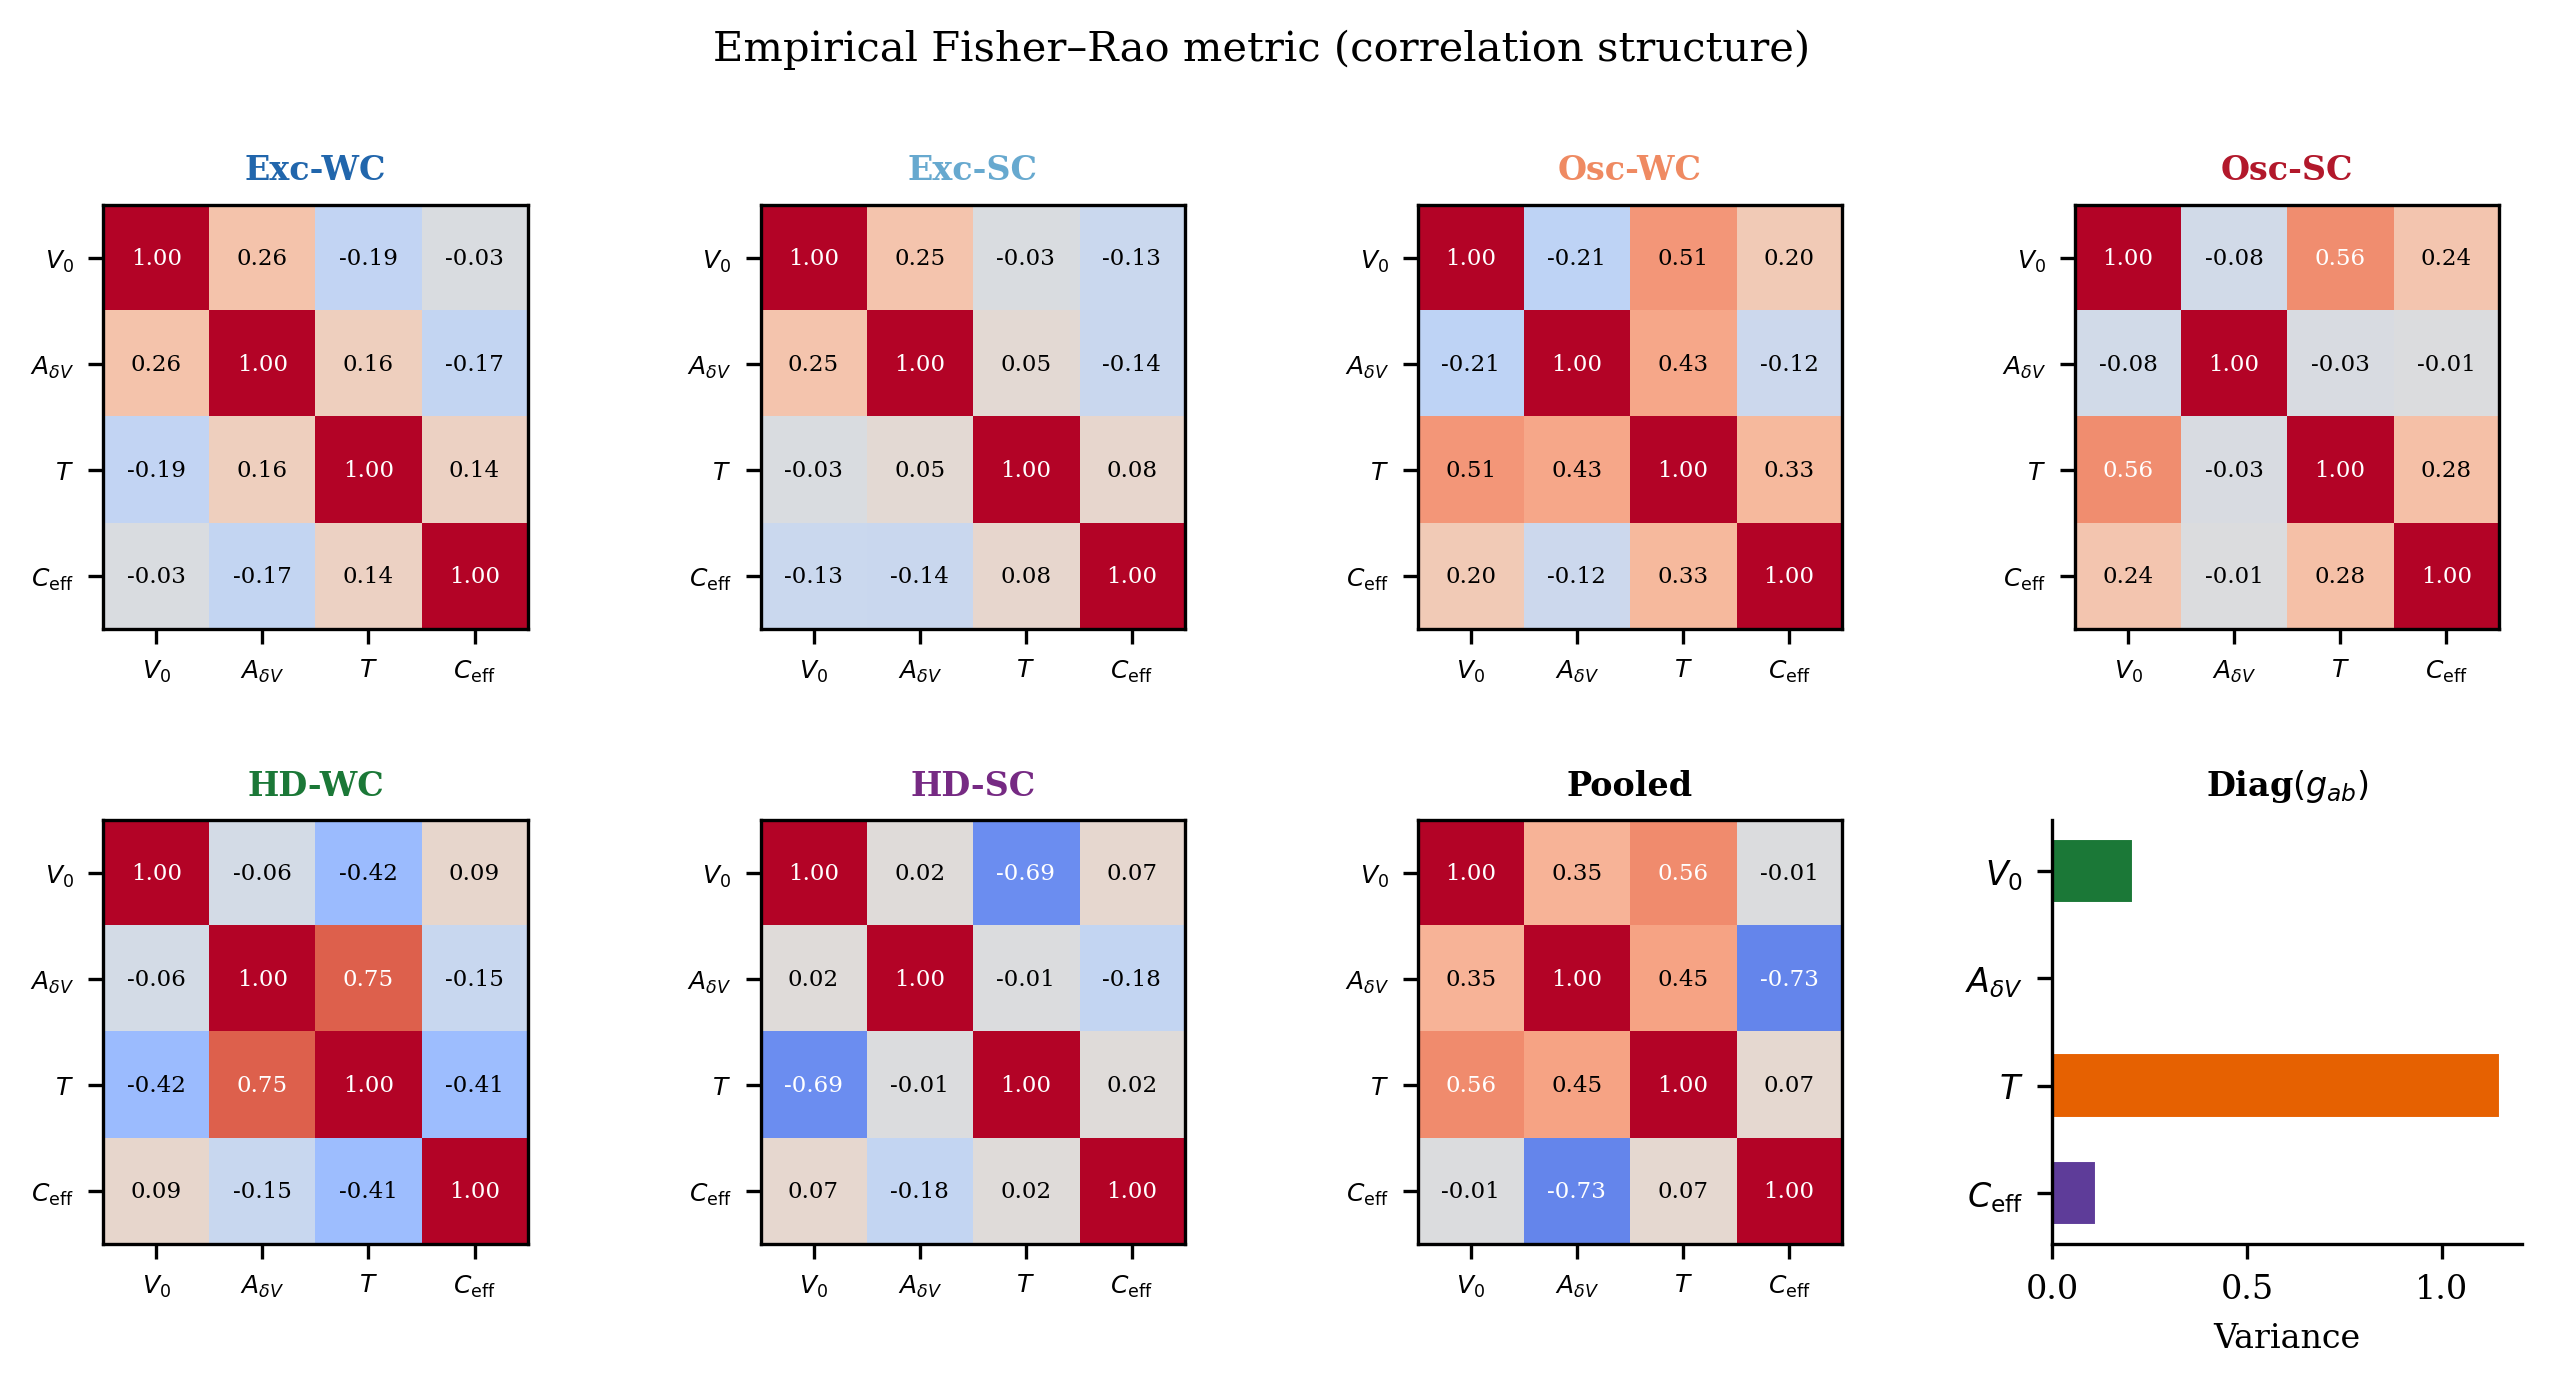 Empirical Fisher–Rao metric (correlation structure)
Exc-WC
V₀ 1.00 0.26 -0.19 -0.03
A_δV 0.26 1.00 0.16 -0.17
T -0.19 0.16 1.00 0.14
C_eff -0.03 -0.17 0.14 1.00
V₀ A_δV T C_eff
Exc-SC
V₀ 1.00 0.25 -0.03 -0.13
A_δV 0.25 1.00 0.05 -0.14
T -0.03 0.05 1.00 0.08
C_eff -0.13 -0.14 0.08 1.00
V₀ A_δV T C_eff
Osc-WC
V₀ 1.00 -0.21 0.51 0.20
A_δV -0.21 1.00 0.43 -0.12
T 0.51 0.43 1.00 0.33
C_eff 0.20 -0.12 0.33 1.00
V₀ A_δV T C_eff
Osc-SC
V₀ 1.00 -0.08 0.56 0.24
A_δV -0.08 1.00 -0.03 -0.01
T 0.56 -0.03 1.00 0.28
C_eff 0.24 -0.01 0.28 1.00
V₀ A_δV T C_eff
HD-WC
V₀ 1.00 -0.06 -0.42 0.09
A_δV -0.06 1.00 0.75 -0.15
T -0.42 0.75 1.00 -0.41
C_eff 0.09 -0.15 -0.41 1.00
V₀ A_δV T C_eff
HD-SC
V₀ 1.00 0.02 -0.69 0.07
A_δV 0.02 1.00 -0.01 -0.18
T -0.69 -0.01 1.00 0.02
C_eff 0.07 -0.18 0.02 1.00
V₀ A_δV T C_eff
Pooled
V₀ 1.00 0.35 0.56 -0.01
A_δV 0.35 1.00 0.45 -0.73
T 0.56 0.45 1.00 0.07
C_eff -0.01 -0.73 0.07 1.00
V₀ A_δV T C_eff
Diag(g_ab)
V₀
A_δV
T
C_eff
0.0 0.5 1.0
Variance